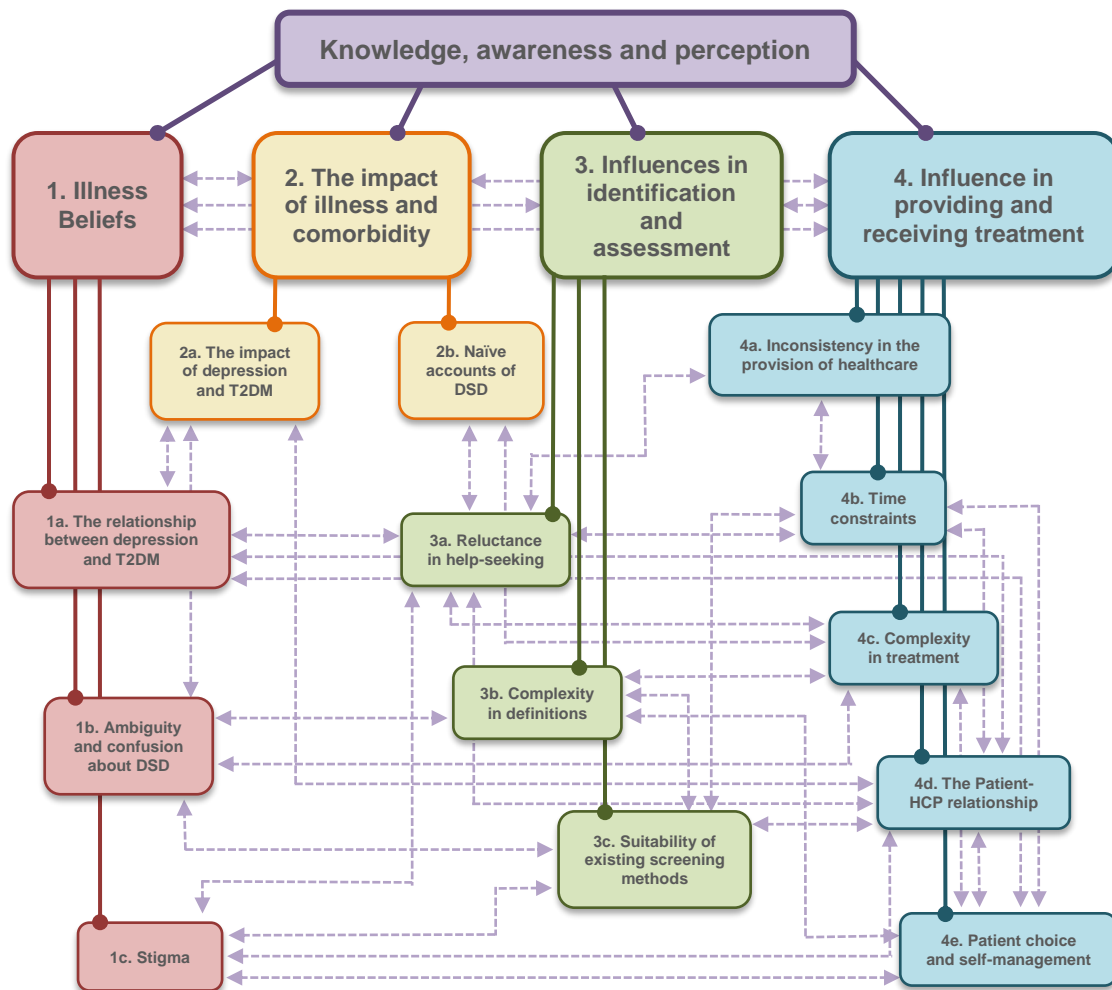 Knowledge, awareness and perception
1. Illness
Beliefs
2. The impact
of illness and
comorbidity
3. Influences in
identification
and
assessment
4. Influence in
providing and
receiving treatment
2a. The impact
of depression
and T2DM
2b. Naïve
accounts of
DSD
4a. Inconsistency in the
provision of healthcare
1a. The relationship
between depression
and T2DM
3a. Reluctance
in help-seeking
4b. Time
constraints
4c. Complexity
in treatment
1b. Ambiguity
and confusion
about DSD
3b. Complexity
in definitions
4d. The Patient-
HCP relationship
3c. Suitability of
existing screening
methods
1c. Stigma
4e. Patient choice
and self-management